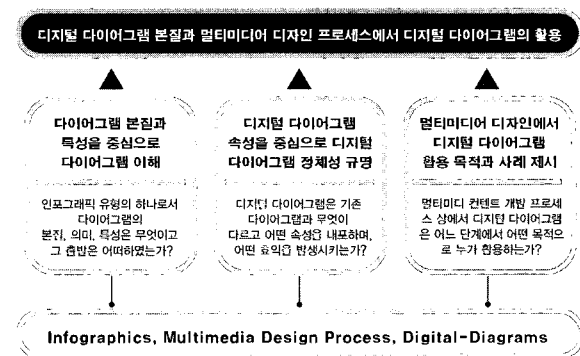 디지털 다이어그램 본질과 멀티미디어 디자인 프로세스에서 디지털 다이어그램의 활용
다이어그램 본질과
특성을 중심으로
다이어그램 이해
인포그래픽 유형의 하나로서
다이어그램의
본질, 의미, 특성은 무엇이고
그 출발은 어떠하였는가?
디지털 다이어그램
속성을 중심으로 디지털
다이어그램 정체성 규명
디지탈 다이어그램은 기존
다이어그램과 무엇이
다르고 어떤 속성을 내포하며,
어떤 효익을 발생시키는가?
멀티미디어 디자인에서
디지털 다이어그램
활용 목적과 사례 제시
멀티미디 컨텐트 개발 프로세
스 상에서 디지털 다이어그램
은 어느 단계에서 어떤 목적으
로 누가 활용하는가?
Infographics, Multimedia Design Process, Digital-Diagrams